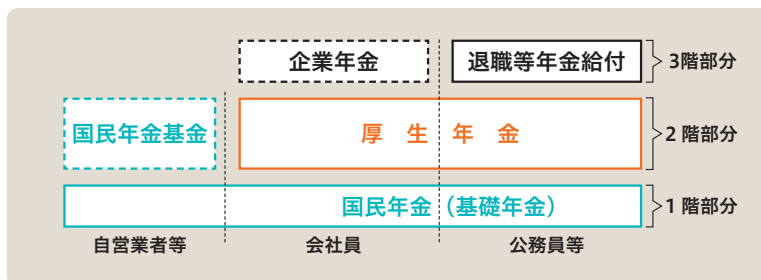 企業年金 退職等年金給付 3階部分
国民年金基金 厚生年金 2階部分
国民年金（基礎年金） 1階部分
自営業者等 会社員 公務員等